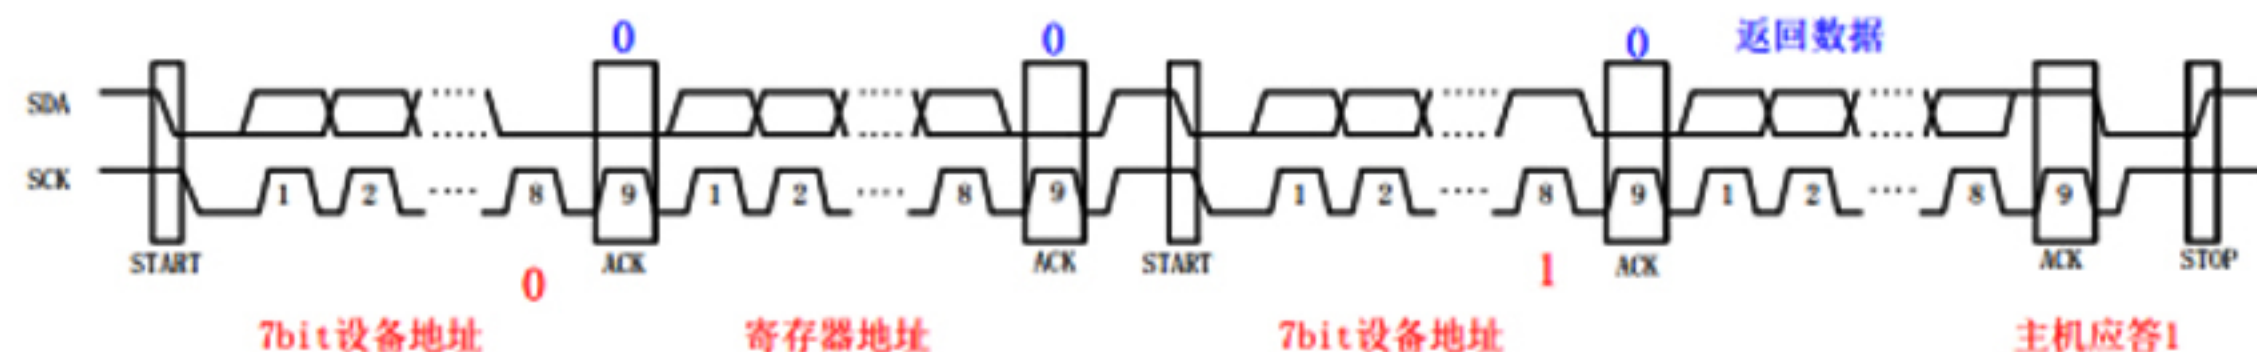 0 0 0 返回数据
SDA
SCK 1 2 8 9 1 2 8 9 1 2 8 9 1 2 8 9
START ACK ACK START ACK ACK STOP
0 1
7bit设备地址 寄存器地址 7bit设备地址 主机应答1